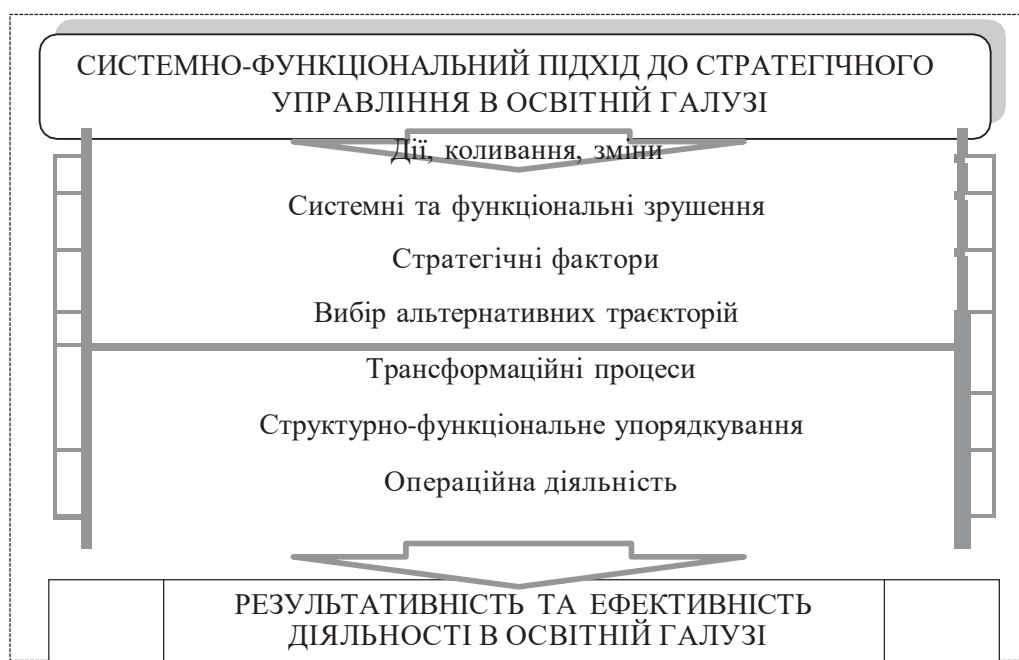 СИСТЕМНО-ФУНКЦІОНАЛЬНИЙ ПІДХІД ДО СТРАТЕГІЧНОГО
УПРАВЛІННЯ В ОСВІТНІЙ ГАЛУЗІ
Дії, коливання, зміни
Системні та функціональні зрушення
Стратегічні фактори
Вибір альтернативних траєкторій
Трансформаційні процеси
Структурно-функціональне упорядкування
Операційна діяльність
РЕЗУЛЬТАТИВНІСТЬ ТА ЕФЕКТИВНІСТЬ
ДІЯЛЬНОСТІ В ОСВІТНІЙ ГАЛУЗІ